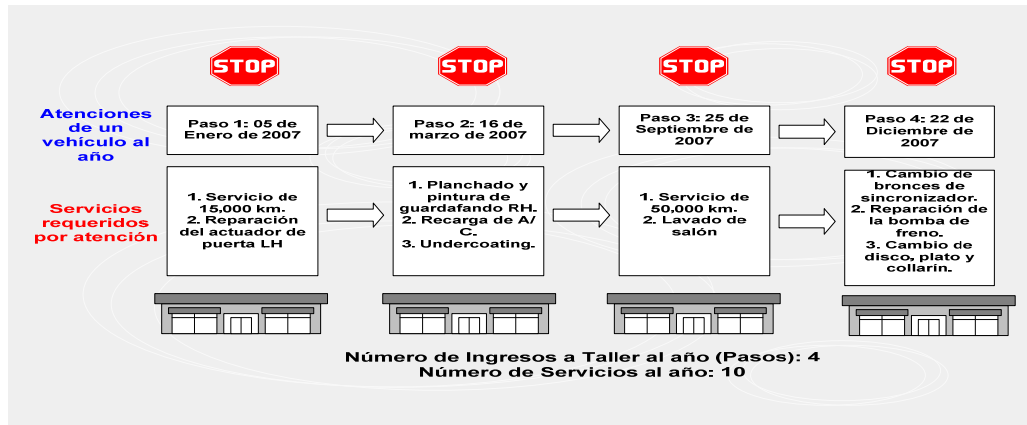 STOP
STOP
STOP
STOP
Atenciones
de un
vehículo al
año
Paso 1: 05 de
Enero de 2007
Paso 2: 16 de
marzo de 2007
Paso 3: 25 de
Septiembre de
2007
Paso 4: 22 de
Diciembre de
2007
Servicios
requeridos
por atención
1. Servicio de
15,000 km.
2. Reparación
del actuador de
puerta LH
1. Planchado y
pintura de
guardafando RH.
2. Recarga de A/
C.
3. Undercoating.
1. Servicio de
50,000 km.
2. Lavado de
salón
1. Cambio de
bronces de
sincronizador.
2. Reparación de
la bomba de
freno.
3. Cambio de
disco, plato y
collarín.
Número de Ingresos a Taller al año (Pasos): 4
Número de Servicios al año: 10